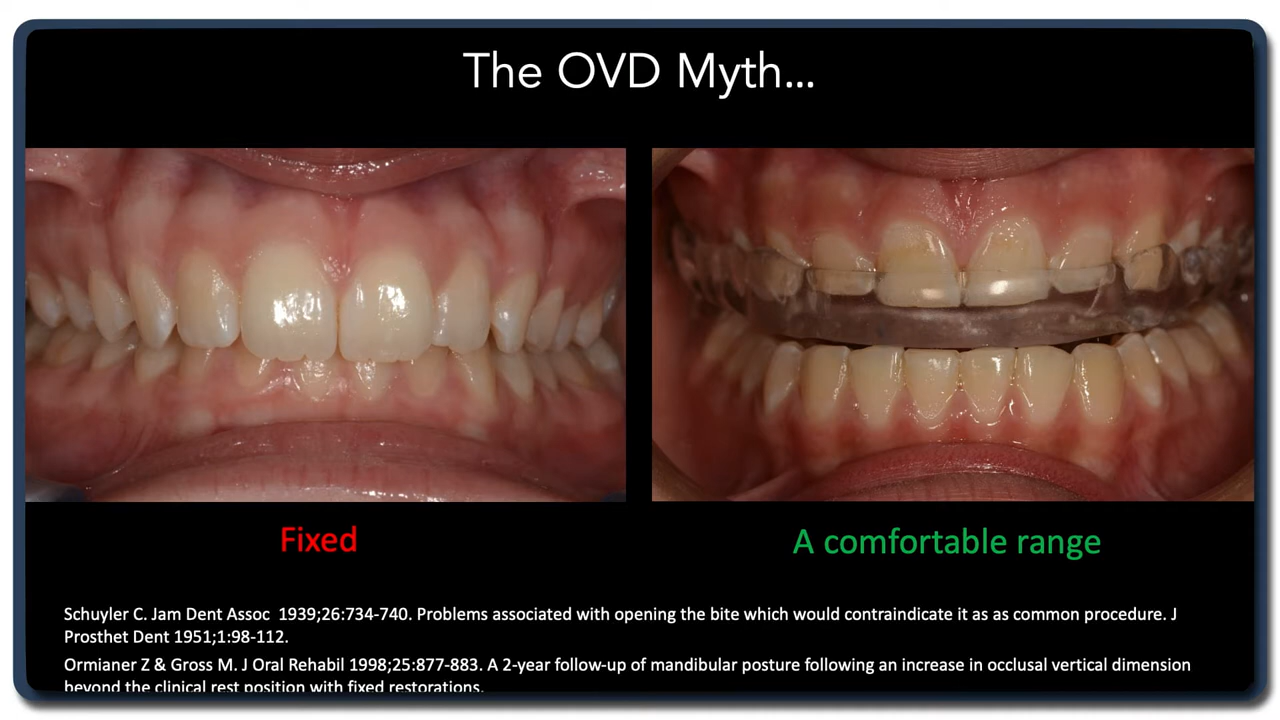 The OVD Myth...
Fixed
A comfortable range
Schuyler C. Jam Dent Assoc 1939;26:734-740. Problems associated with opening the bite which would contraindicate it as as common procedure. J
Prosthet Dent 1951;1:98-112.
Ormianer Z & Gross M. J Oral Rehabil 1998;25:877-883. A 2-year follow-up of mandibular posture following an increase in occlusal vertical dimension
beyond the clinical rest position with fixed restorations.